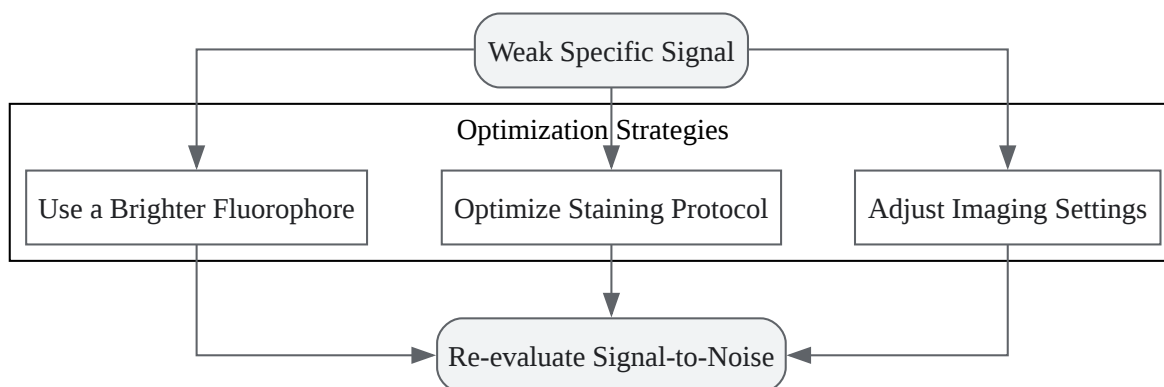 Weak Specific Signal
Optimization Strategies
Use a Brighter Fluorophore
Optimize Staining Protocol
Adjust Imaging Settings
Re-evaluate Signal-to-Noise